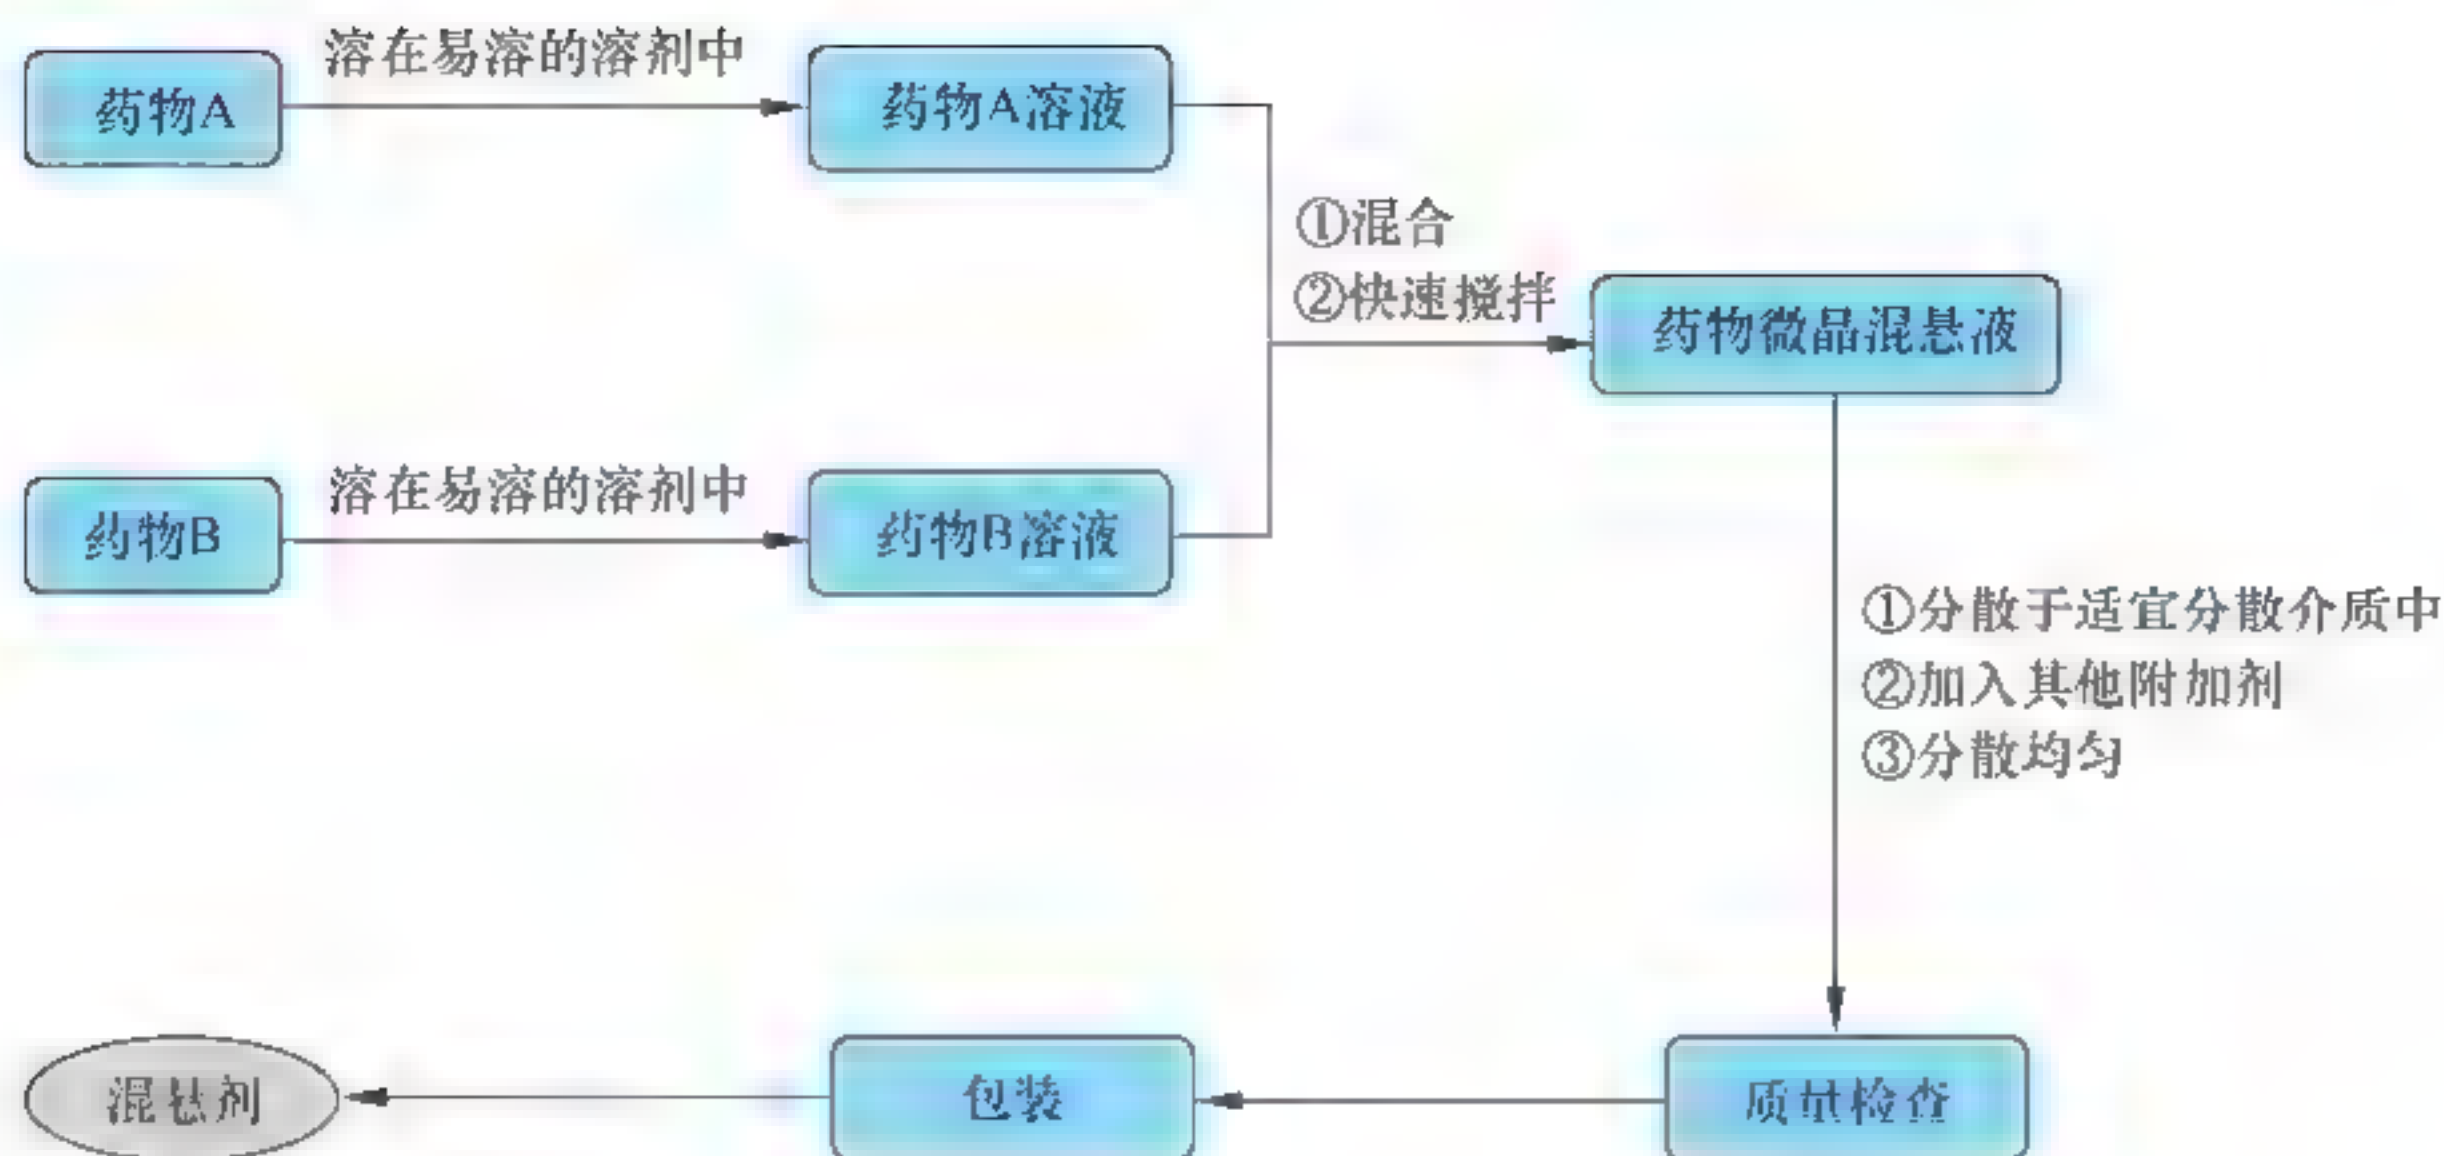 溶在易溶的溶剂中
药物A
药物A溶液
①混合
②快速搅拌
药物微品混悬液
溶在易溶的溶剂中
药物B
药物B溶液
①分散于适宜分散介质中
②加入其他附加剂
③分散均匀
混悬剂
包装
质量检查